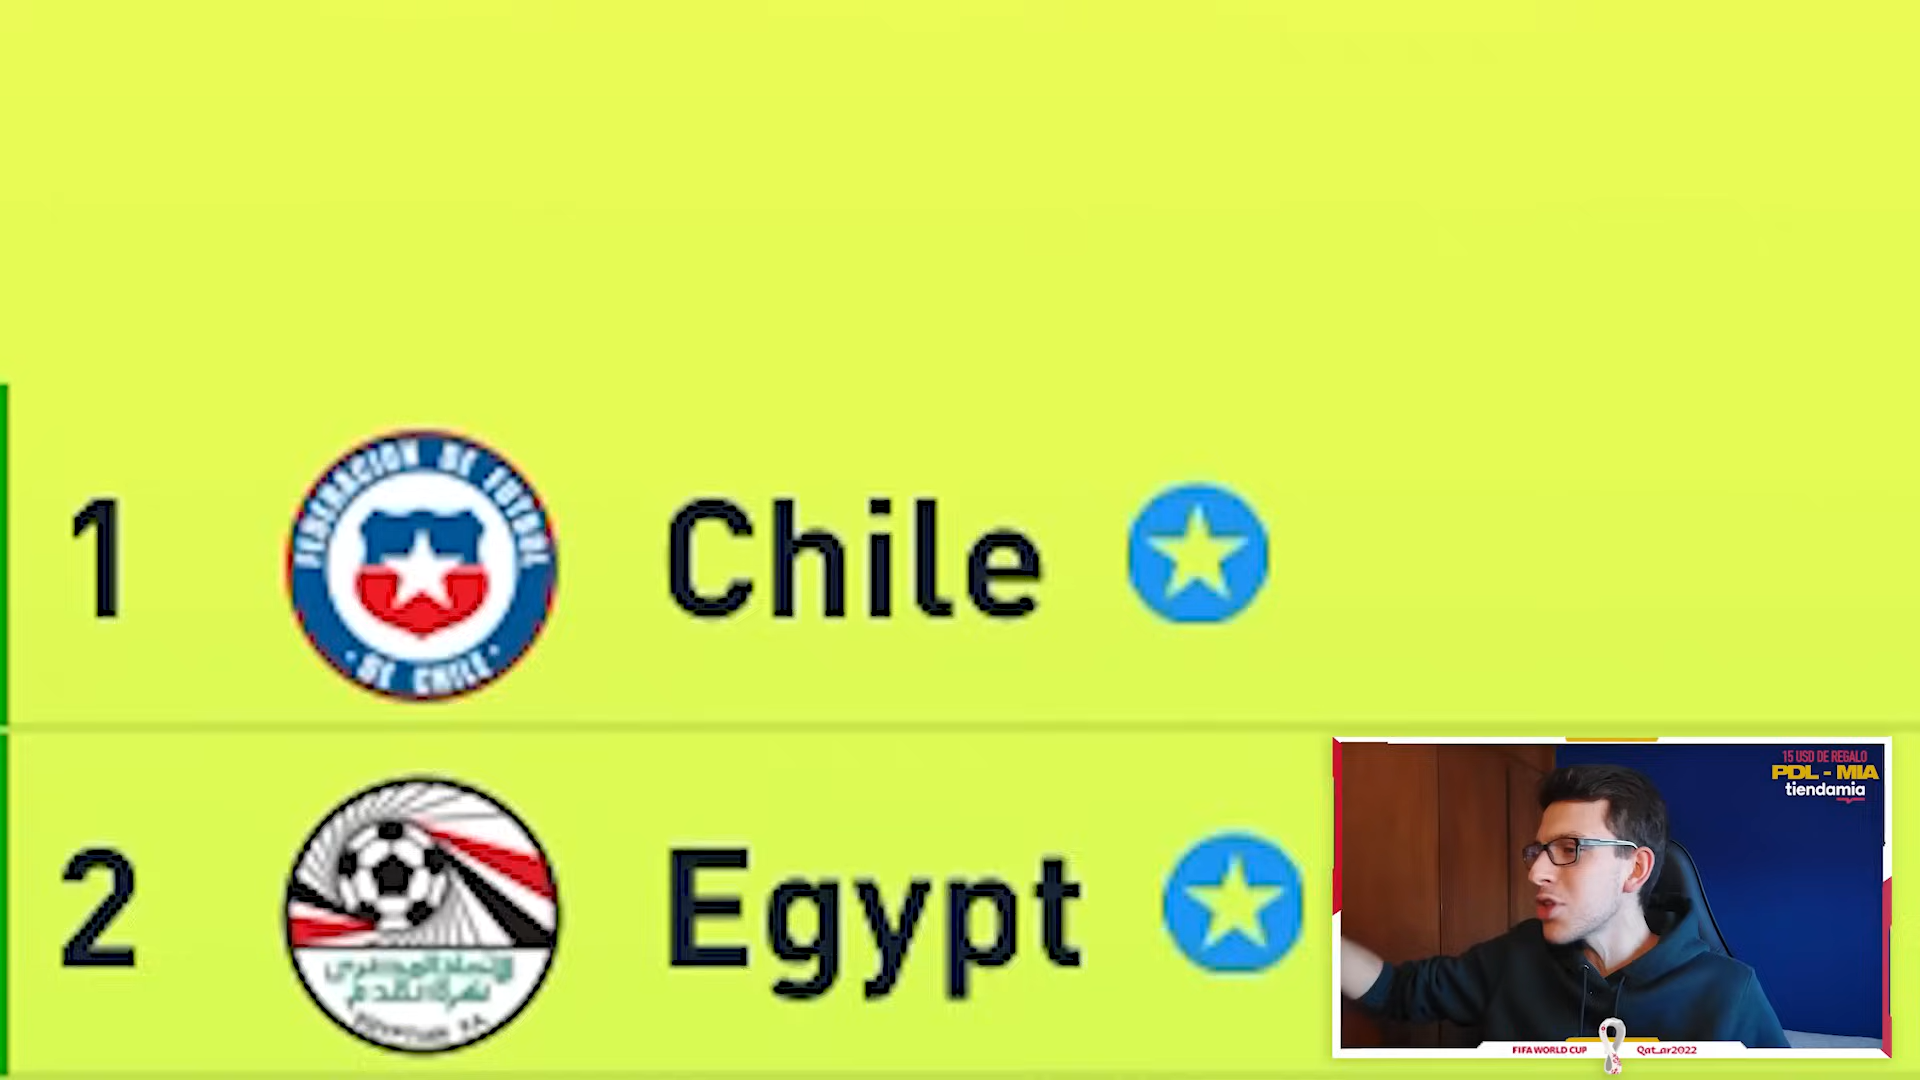 1
FEDERACION DE FUTBOL
· DE CHILE ·
Chile
2
Egypt
15 USD DE REGALO
PDL - MIA
tiendamia
FIFA WORLD CUP
Qatar2022